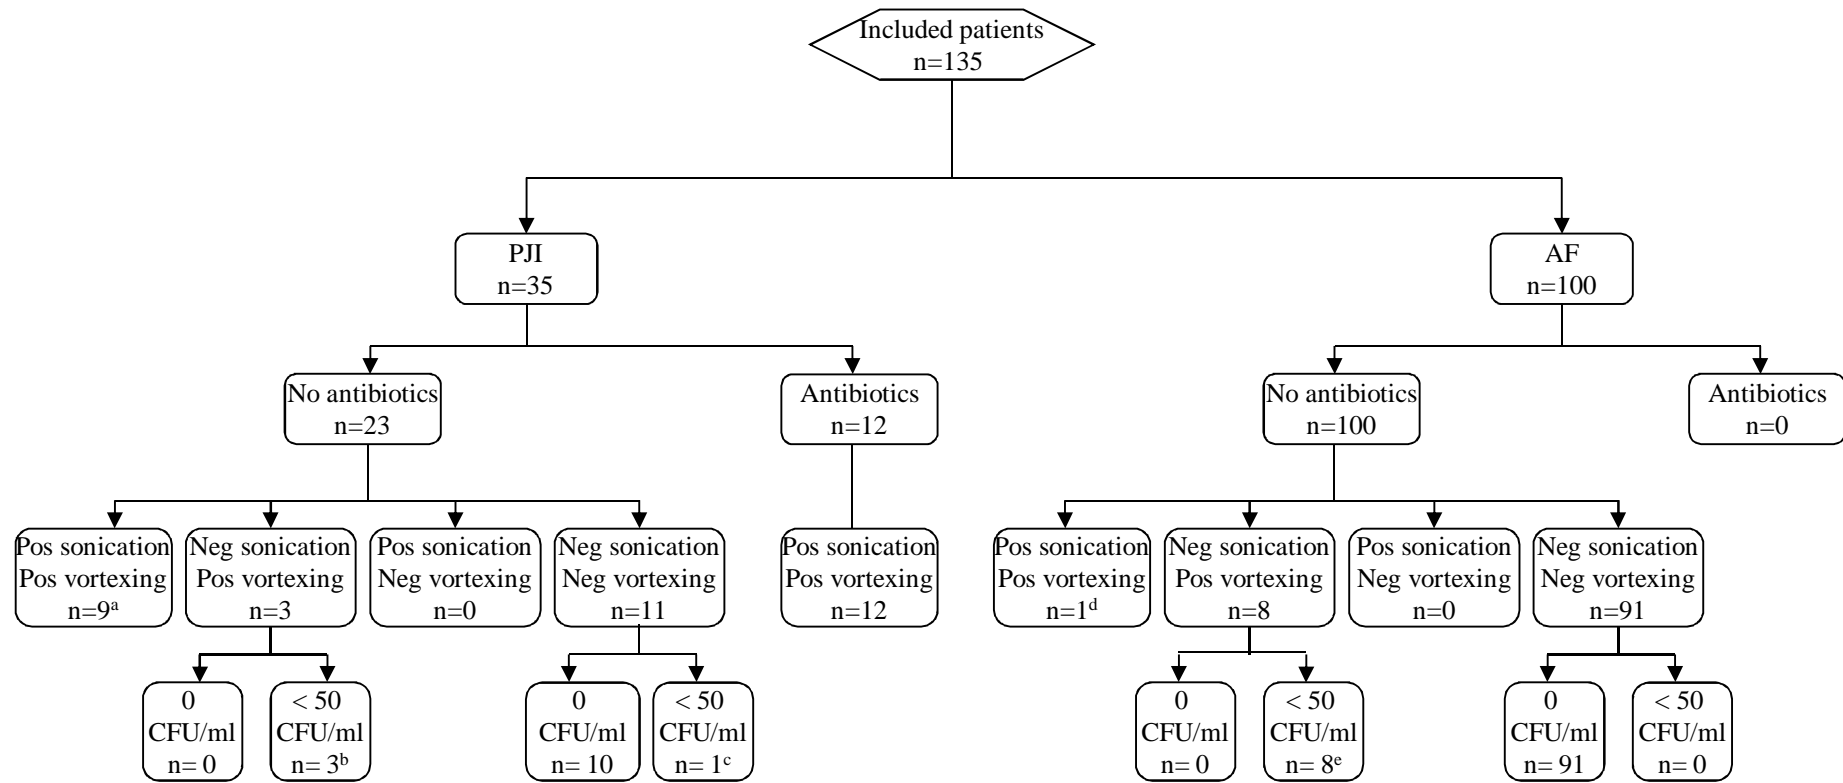 Included patients
n=135
PJI
n=35
AF
n=100
No antibiotics
n=23
Antibiotics
n=12
No antibiotics
n=100
Antibiotics
n=0
Pos sonication
Pos vortexing
n=9ᵃ
Neg sonication
Pos vortexing
n=3
Pos sonication
Neg vortexing
n=0
Neg sonication
Neg vortexing
n=11
Pos sonication
Pos vortexing
n=12
Pos sonication
Pos vortexing
n=1ᵈ
Neg sonication
Pos vortexing
n=8
Pos sonication
Neg vortexing
n=0
Neg sonication
Neg vortexing
n=91
0
CFU/ml
n= 0
< 50
CFU/ml
n= 3ᵇ
0
CFU/ml
n= 10
< 50
CFU/ml
n= 1ᶜ
0
CFU/ml
n= 0
< 50
CFU/ml
n= 8ᵉ
0
CFU/ml
n= 91
< 50
CFU/ml
n= 0